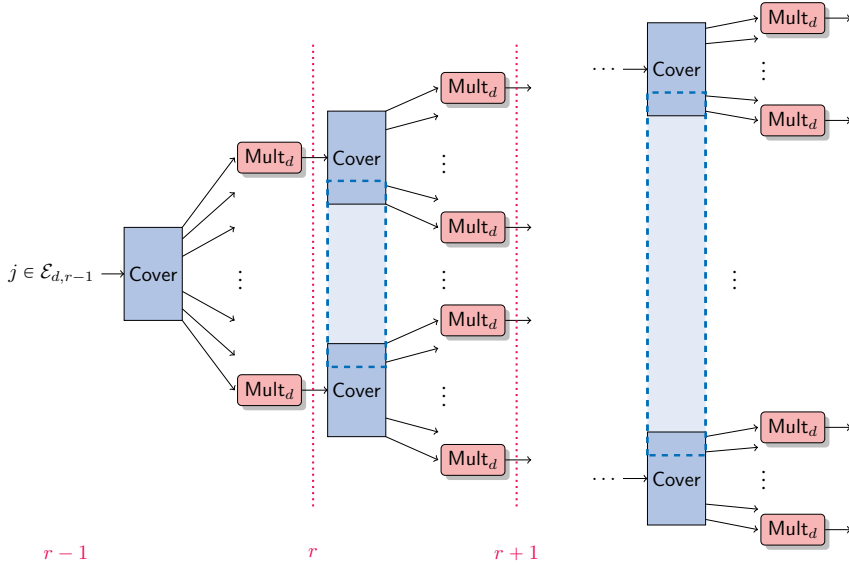 Mult_d
··· Cover ⋮
Mult_d
Mult_d
Mult_d Cover ⋮
Mult_d
j ∈ ℰ_{d,r−1} Cover ⋮ ⋮ ⋮
Mult_d
Mult_d Cover ⋮
Mult_d
Mult_d
··· Cover ⋮
Mult_d
r − 1 r r + 1